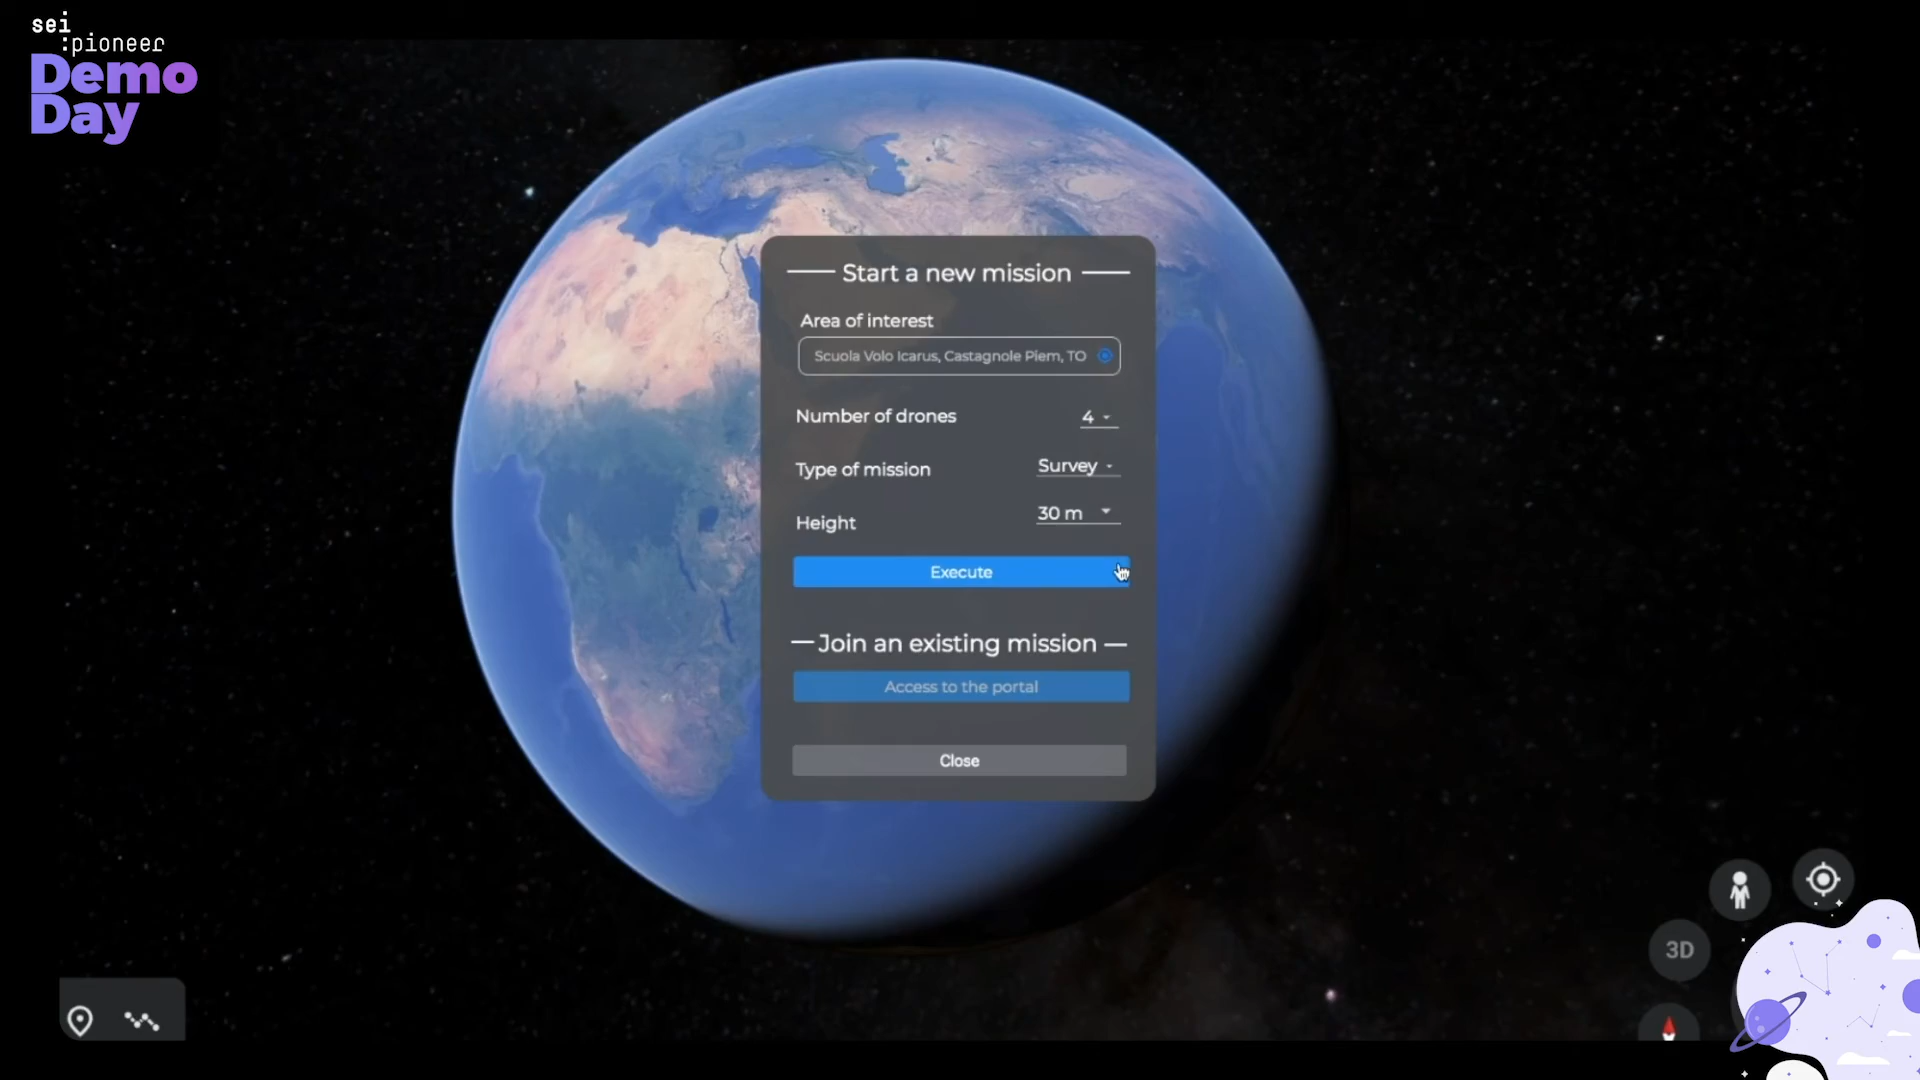 sei
:pioneer
Demo
Day
Start a new mission
Area of interest
Scuola Volo Icarus, Castagnole Piem, TO
Number of drones 4
Type of mission Survey
Height 30 m
Execute
Join an existing mission
Access to the portal
Close
3D